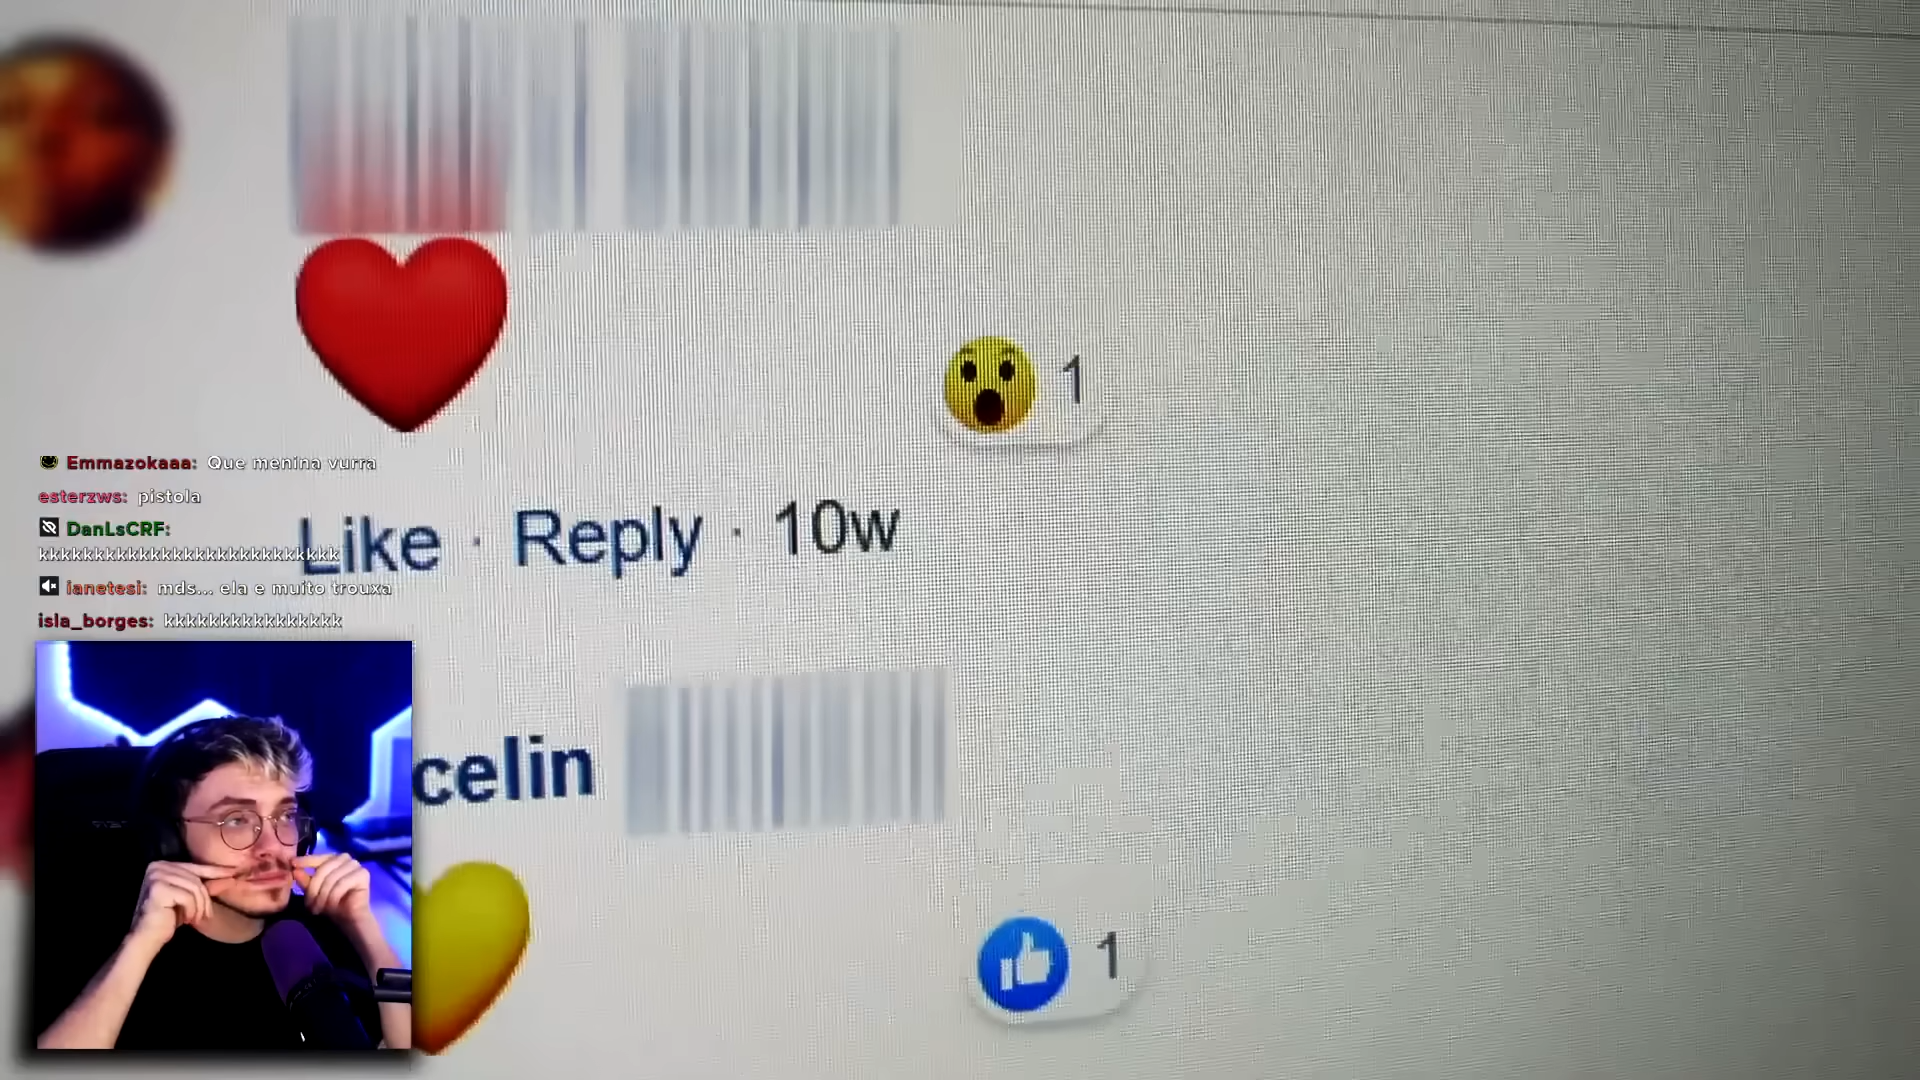 1
Emmazokaaa: Que menina vurra
esterzws: pistola
DanLsCRF:
kkkkkkkkkkkkkkkkkkkkkkkkkkk
ianetesi: mds... ela e muito trouxa
isla_borges: kkkkkkkkkkkkkkkk
Like · Reply · 10w
celin
1